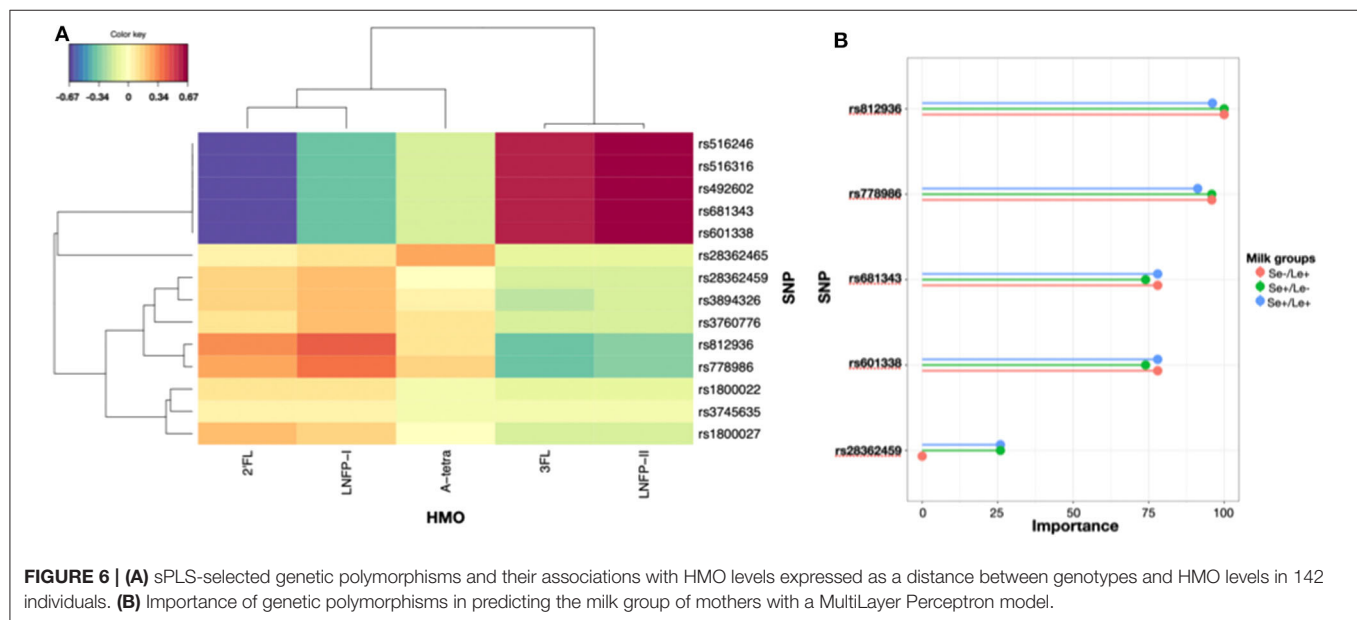 A
Color key
-0.67 -0.34 0 0.34 0.67
rs516246
rs516316
rs492602
rs681343
rs601338
rs28362465
rs28362459
rs3894326
rs3760776
rs812936
rs778986
rs1800022
rs3745635
rs1800027
SNP
2'FL
LNFP-I
A-tetra
3FL
LNFP-II
HMO
B
SNP
rs812936
rs778986
rs681343
rs601338
rs28362459
0 25 50 75 100
Importance
Milk groups
Se-/Le+
Se+/Le-
Se+/Le+
FIGURE 6 | (A) sPLS-selected genetic polymorphisms and their associations with HMO levels expressed as a distance between genotypes and HMO levels in 142
individuals. (B) Importance of genetic polymorphisms in predicting the milk group of mothers with a MultiLayer Perceptron model.